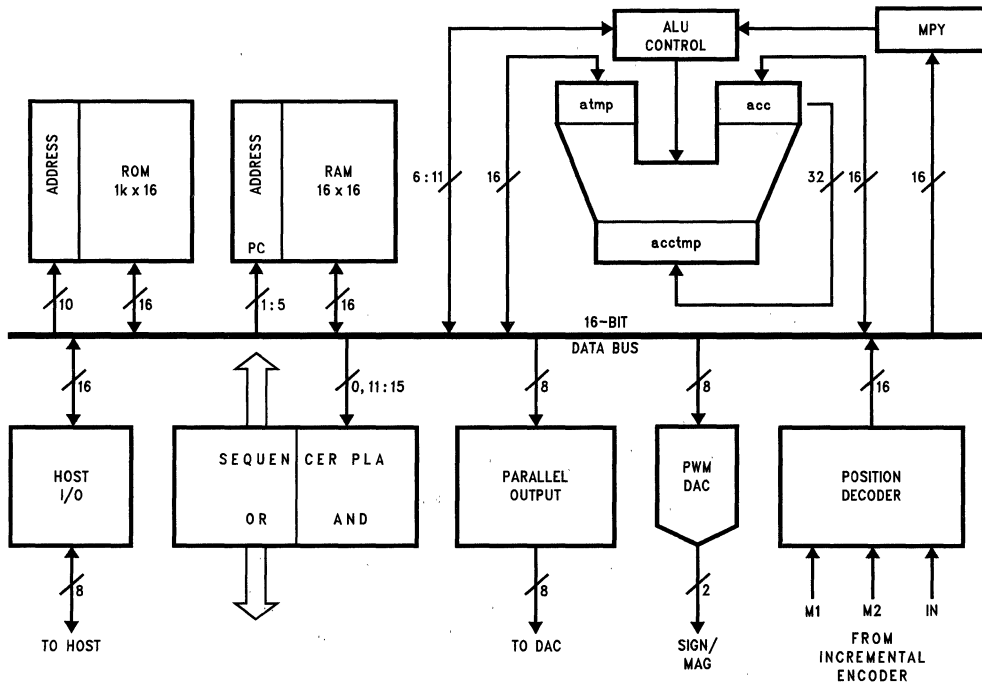 ALU
CONTROL
MPY
atmp
acc
ADDRESS
ROM
1k x 16
ADDRESS
PC
RAM
16 x 16
6:11
16
32
16
16
acctmp
10
16
1:5
16
16-BIT
DATA BUS
16
0, 11:15
8
8
16
HOST
I/O
SEQUENCER PLA
OR
AND
PARALLEL
OUTPUT
PWM
DAC
POSITION
DECODER
8
8
2
M1
M2
IN
TO HOST
TO DAC
SIGN/
MAG
FROM
INCREMENTAL
ENCODER